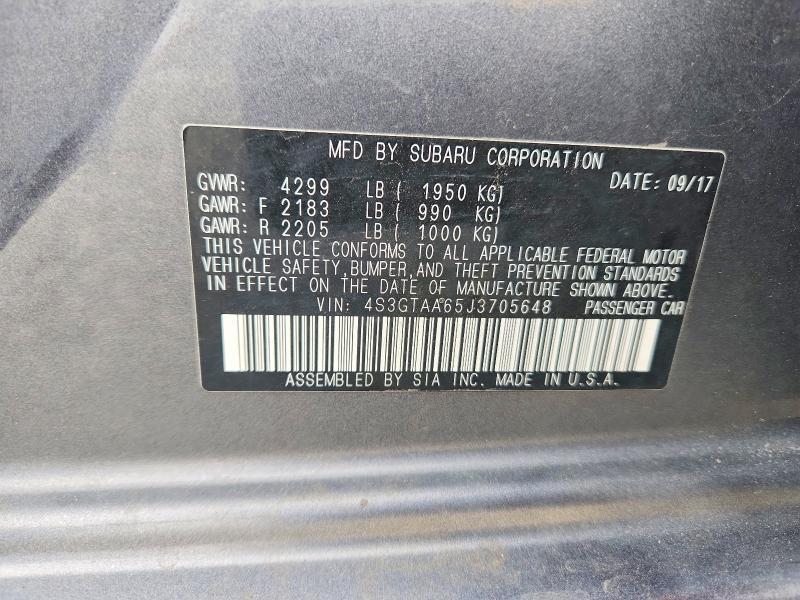 MFD BY SUBARU CORPORATION
GVWR: 4299 LB ( 1950 KG) DATE: 09/17
GAWR: F 2183 LB ( 990 KG)
GAWR: R 2205 LB ( 1000 KG)
THIS VEHICLE CONFORMS TO ALL APPLICABLE FEDERAL MOTOR
VEHICLE SAFETY, BUMPER, AND THEFT PREVENTION STANDARDS
IN EFFECT ON THE DATE OF MANUFACTURE SHOWN ABOVE.
VIN: 4S3GTAA65J3705648 PASSENGER CAR
ASSEMBLED BY SIA INC. MADE IN U.S.A.